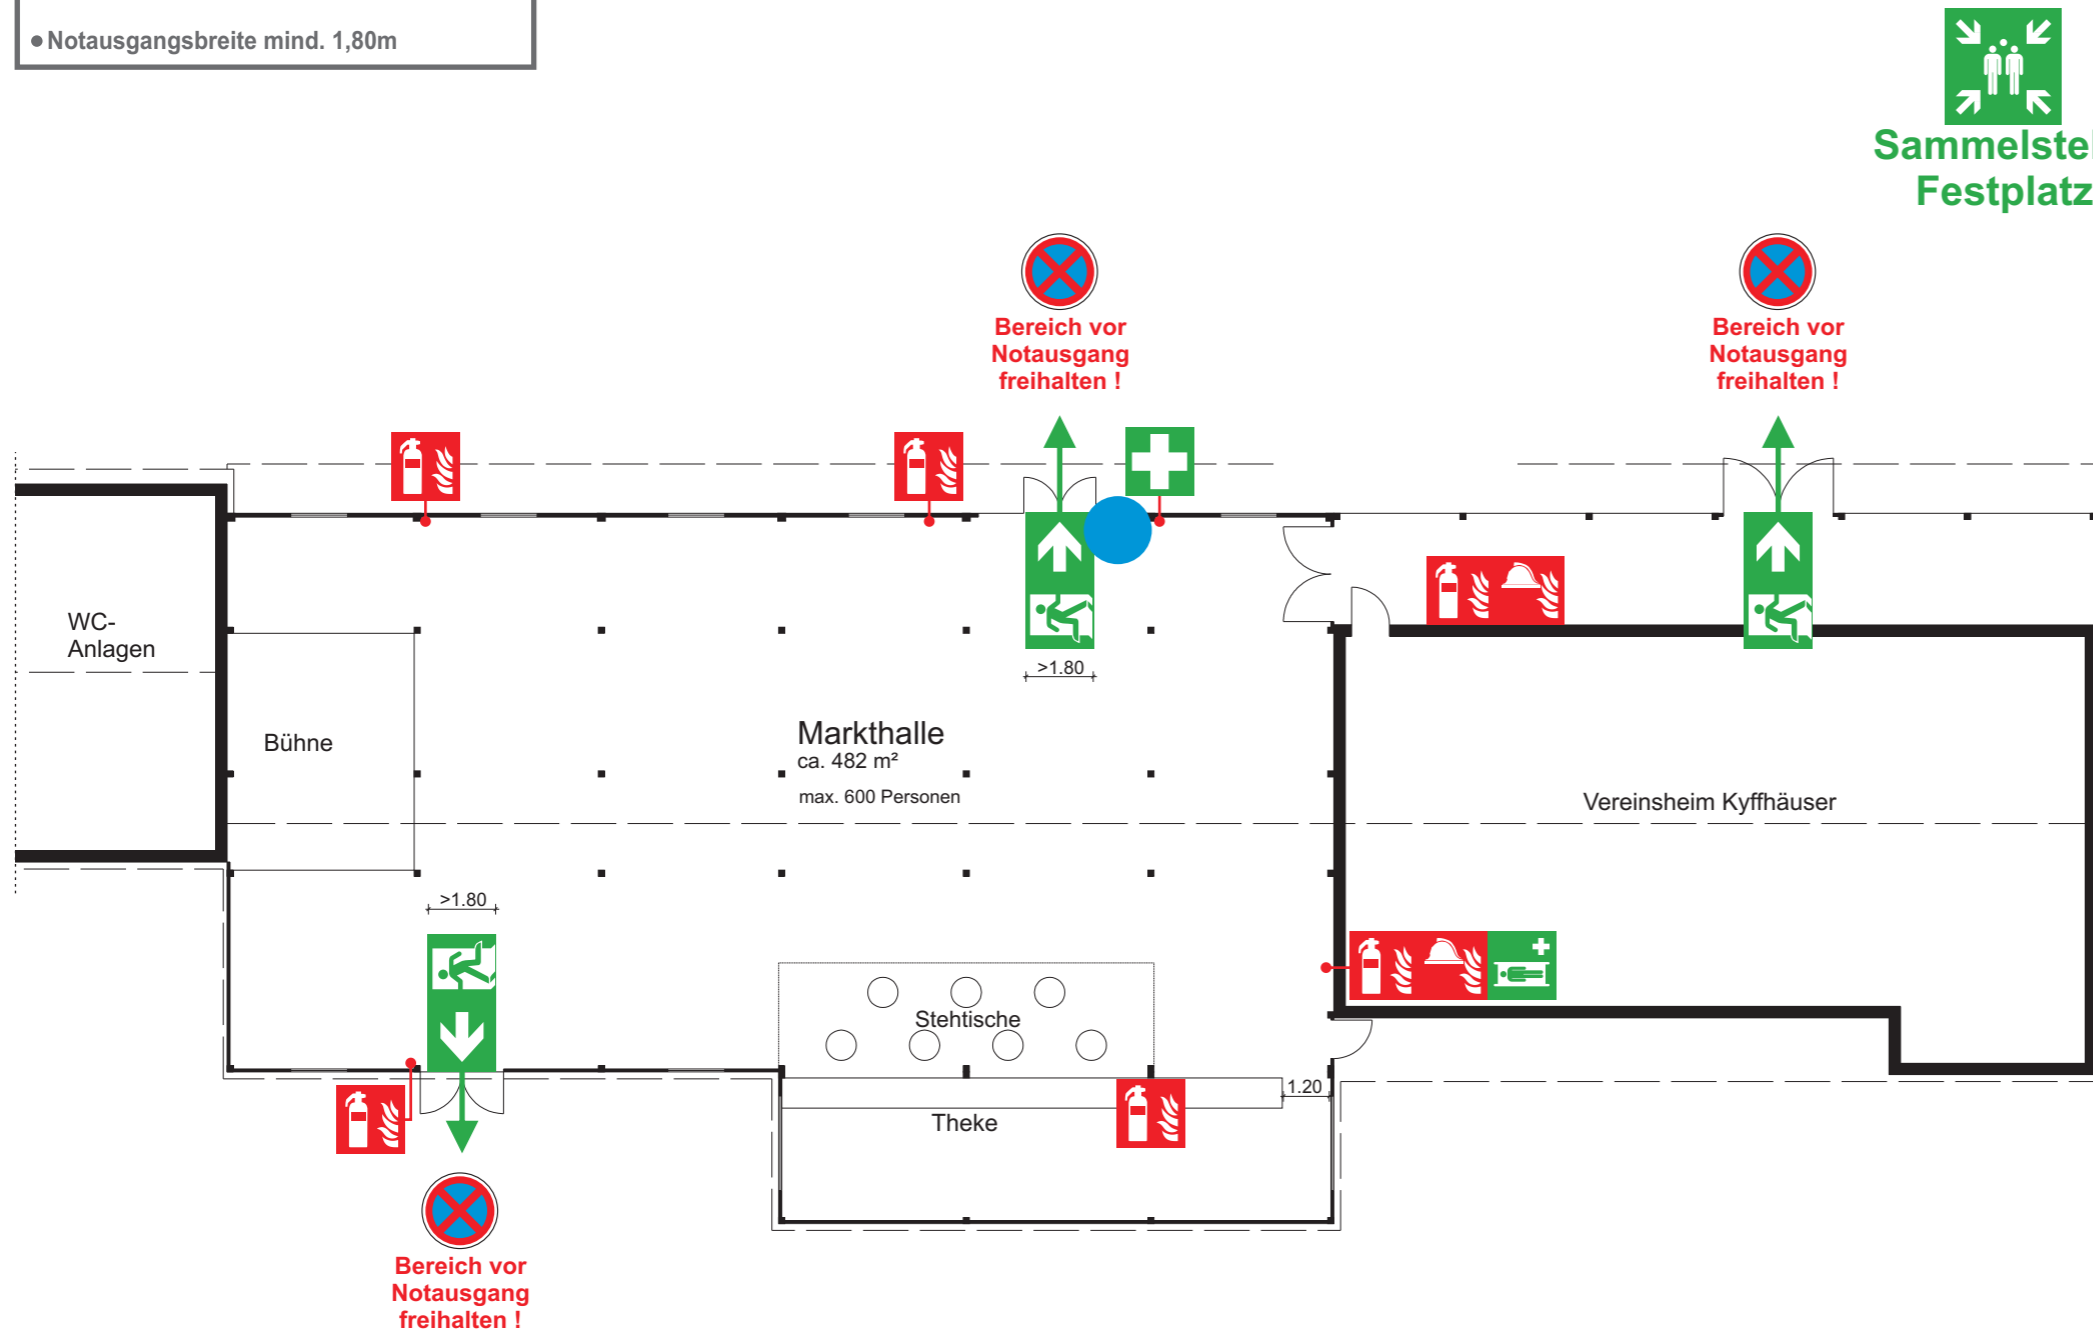 ● Notausgangsbreite mind. 1,80m
Festplatz
Bereich vor
Notausgang
freihalten !
Bereich vor
Notausgang
freihalten !
WC-
Anlagen
>1.80
Bühne
Markthalle
ca. 482 m²
max. 600 Personen
Vereinsheim Kyffhäuser
>1.80
Stehtische
1.20
Theke
Bereich vor
Notausgang
freihalten !